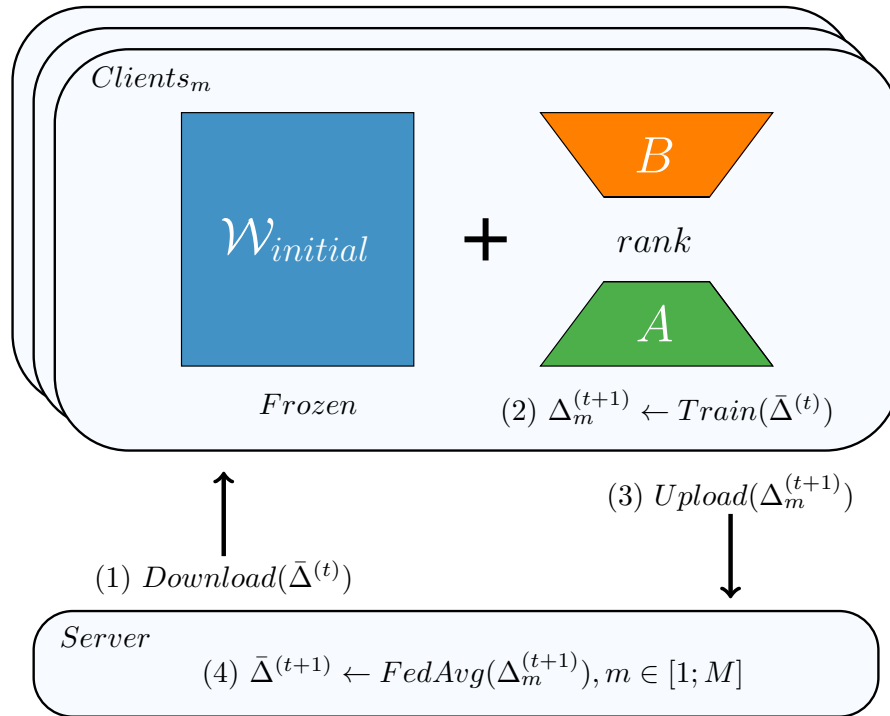 Clients_m
W_initial
+
B
rank
A
Frozen
(2) Δ_m^{(t+1)} ← Train(Δ̄^{(t)})
(3) Upload(Δ_m^{(t+1)})
(1) Download(Δ̄^{(t)})
Server
(4) Δ̄^{(t+1)} ← FedAvg(Δ_m^{(t+1)}), m ∈ [1; M]